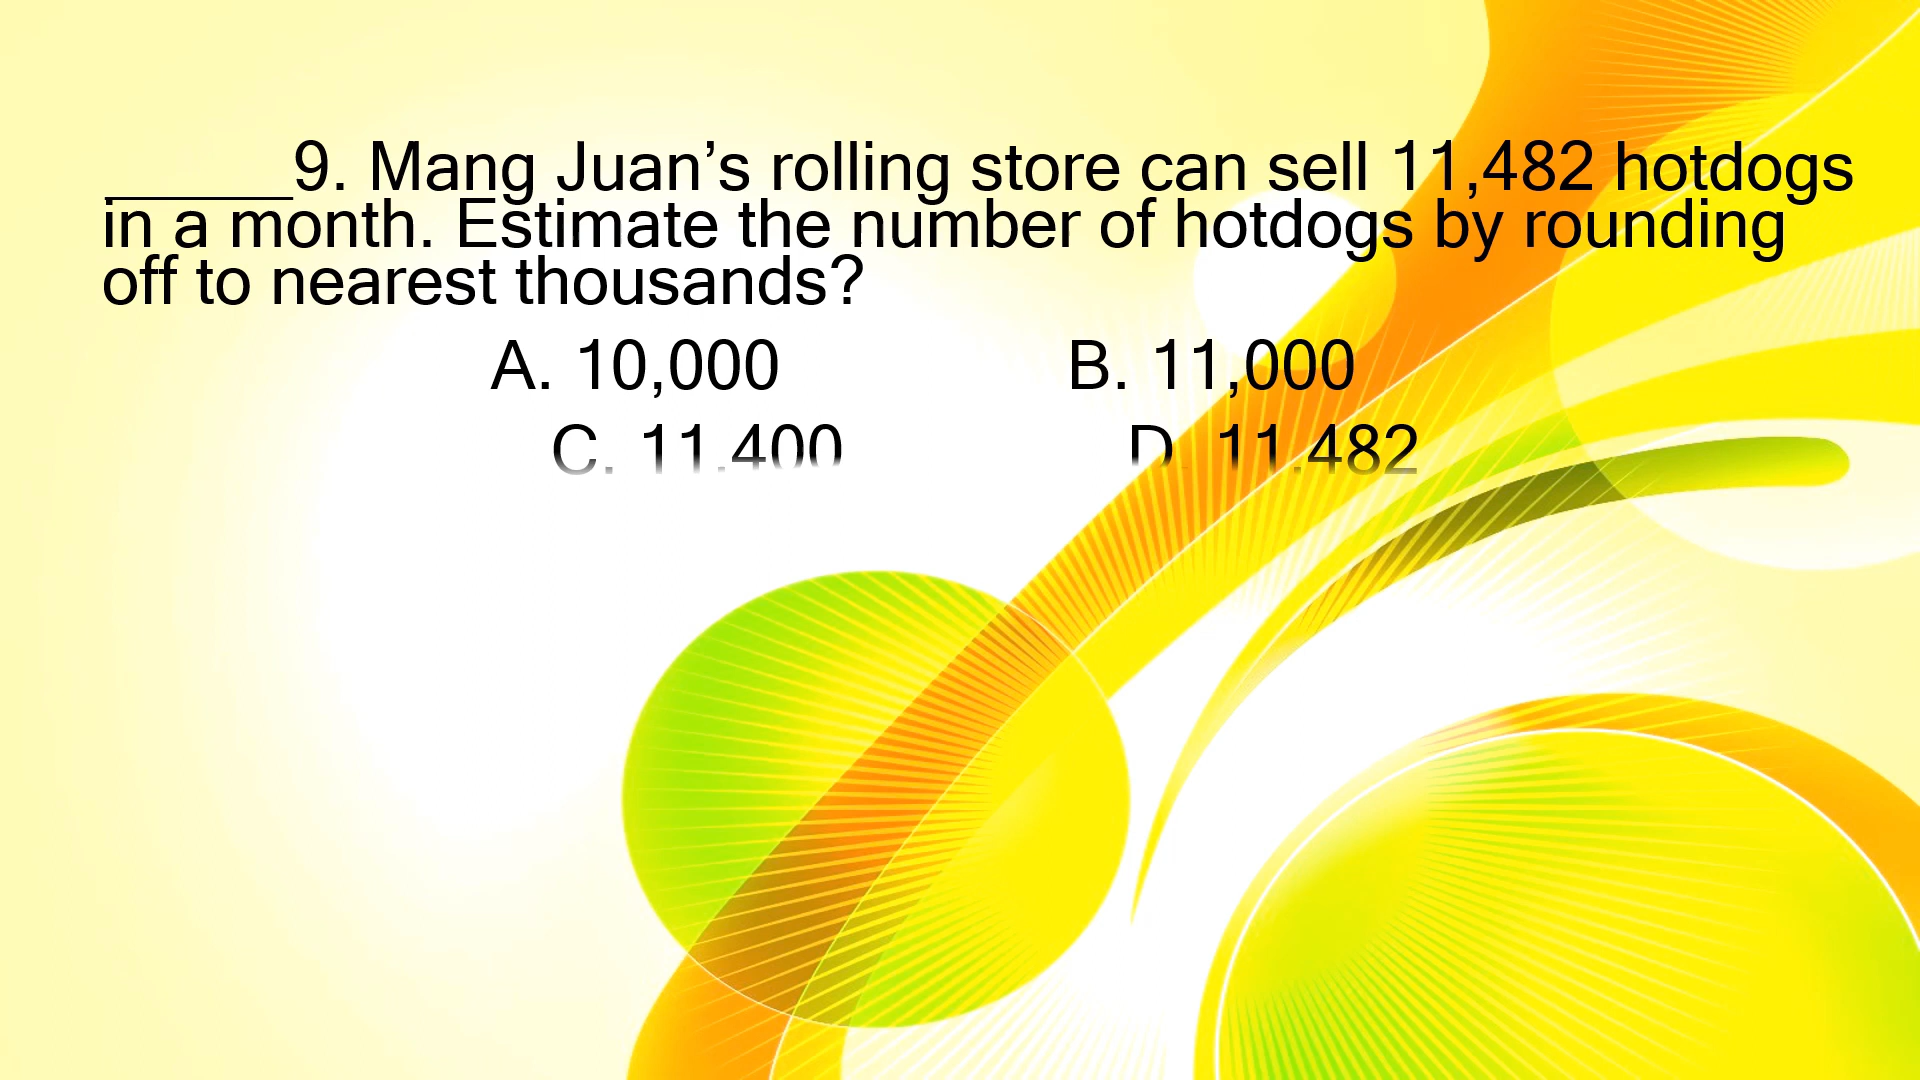 _____9. Mang Juan’s rolling store can sell 11,482 hotdogs
in a month. Estimate the number of hotdogs by rounding
off to nearest thousands?
A. 10,000 B. 11,000
C. 11,400 D. 11,482